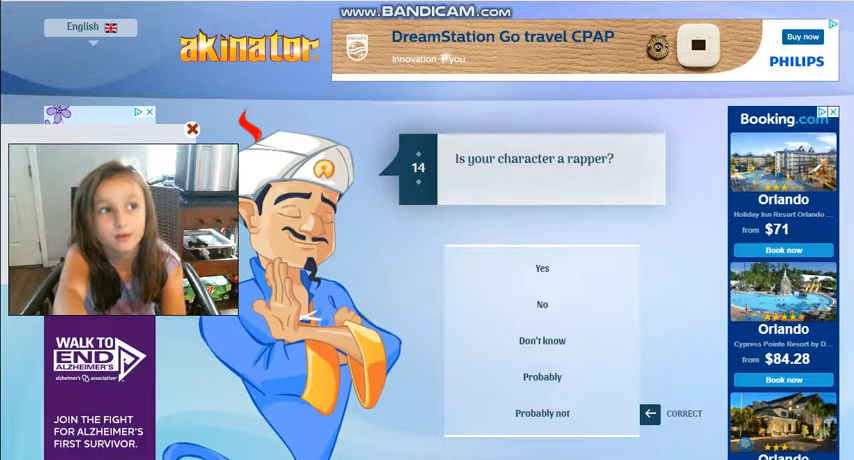 WWW.BANDICAM.COM
English
akinator
DreamStation Go travel CPAP
innovation + you
PHILIPS
Buy now
PHILIPS
14
Is your character a rapper?
Yes
No
Don't know
Probably
Probably not
CORRECT
WALK TO
END
ALZHEIMER'S
alzheimer's association
JOIN THE FIGHT
FOR ALZHEIMER'S
FIRST SURVIVOR.
Booking.com
Orlando
Holiday Inn Resort Orlando ...
from $71
Book now
Orlando
Cypress Pointe Resort by D...
from $84.28
Book now
Orlando